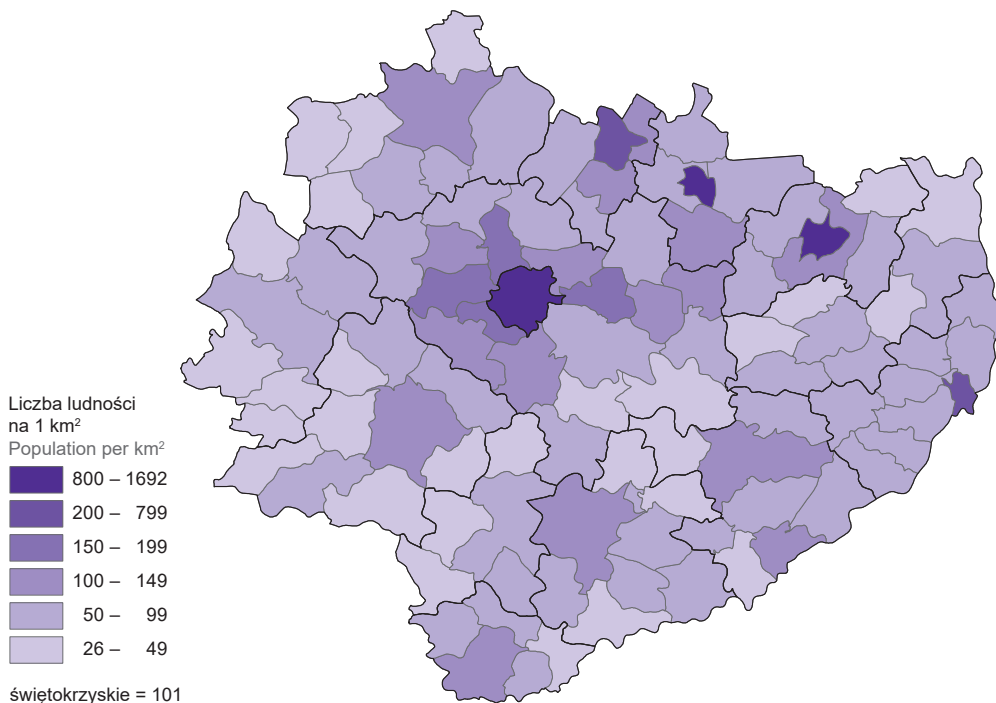 Liczba ludności
na 1 km²
Population per km²
800 – 1692
200 – 799
150 – 199
100 – 149
50 – 99
26 – 49
świętokrzyskie = 101